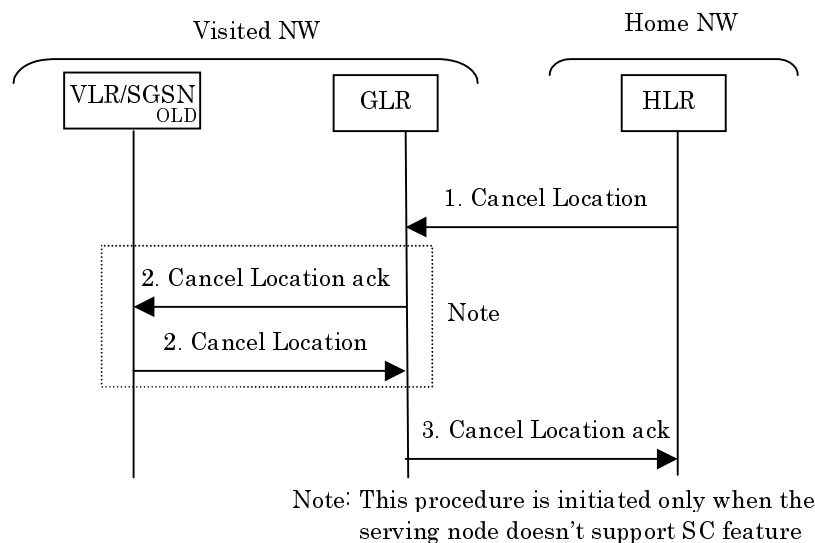 Visited NW
Home NW
VLR/SGSN
OLD
GLR
HLR
1. Cancel Location
2. Cancel Location ack
Note
2. Cancel Location
3. Cancel Location ack
Note: This procedure is initiated only when the
serving node doesn't support SC feature